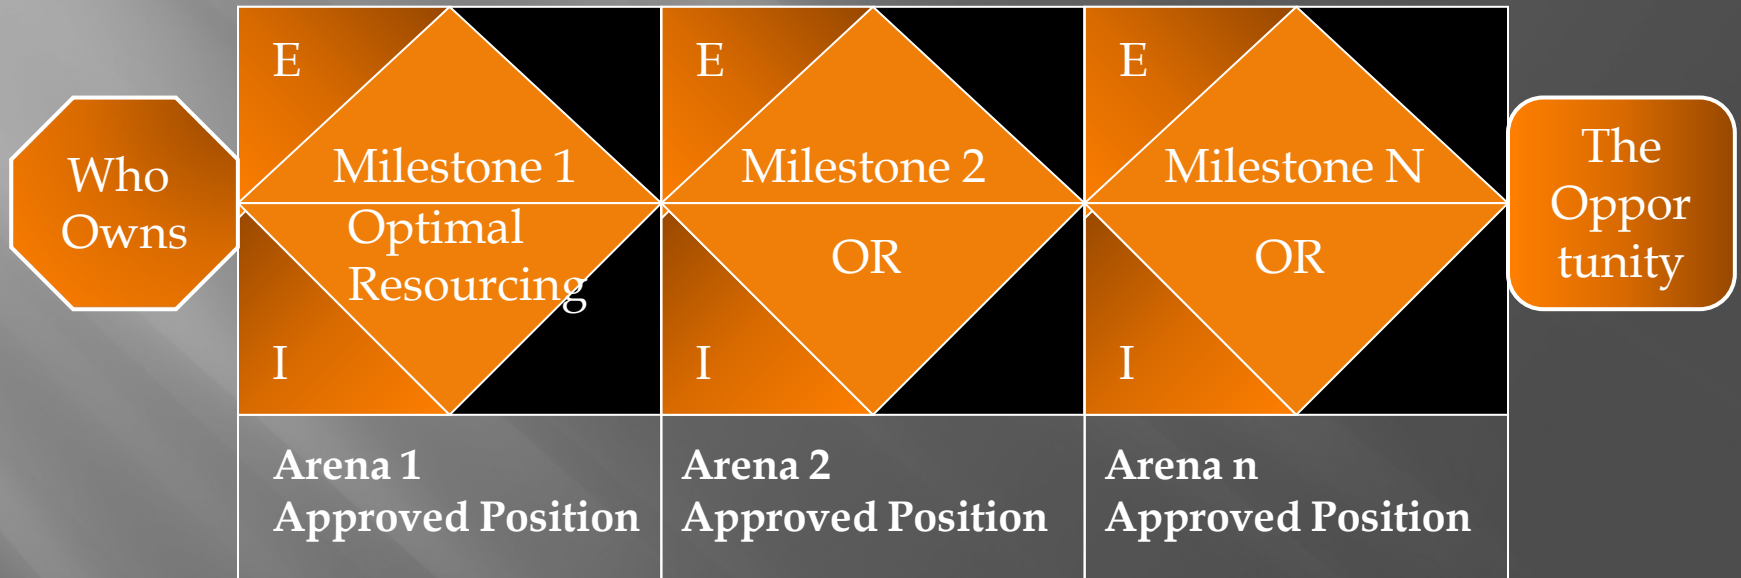 Who
Owns
E
Milestone 1
Optimal
Resourcing
I
Arena 1
Approved Position
E
Milestone 2
OR
I
Arena 2
Approved Position
E
Milestone N
OR
I
Arena n
Approved Position
The
Oppor
tunity